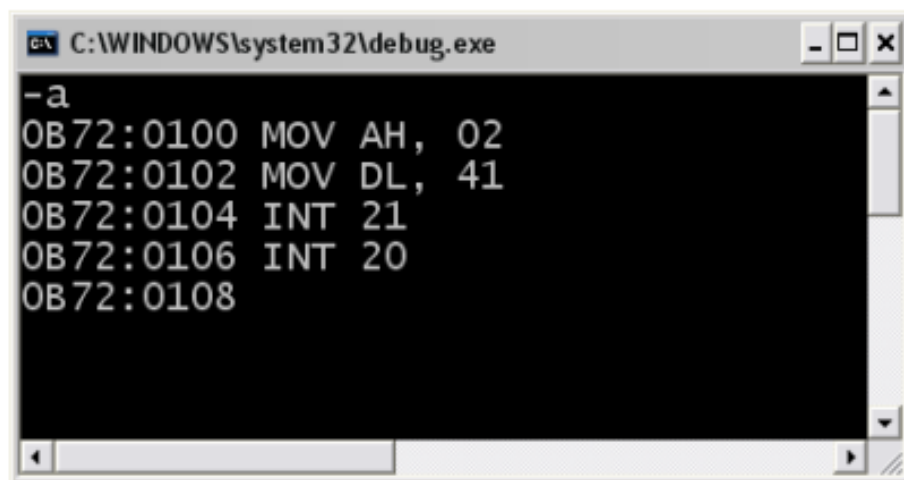 C:\WINDOWS\system32\debug.exe
-a
0B72:0100 MOV AH, 02
0B72:0102 MOV DL, 41
0B72:0104 INT 21
0B72:0106 INT 20
0B72:0108